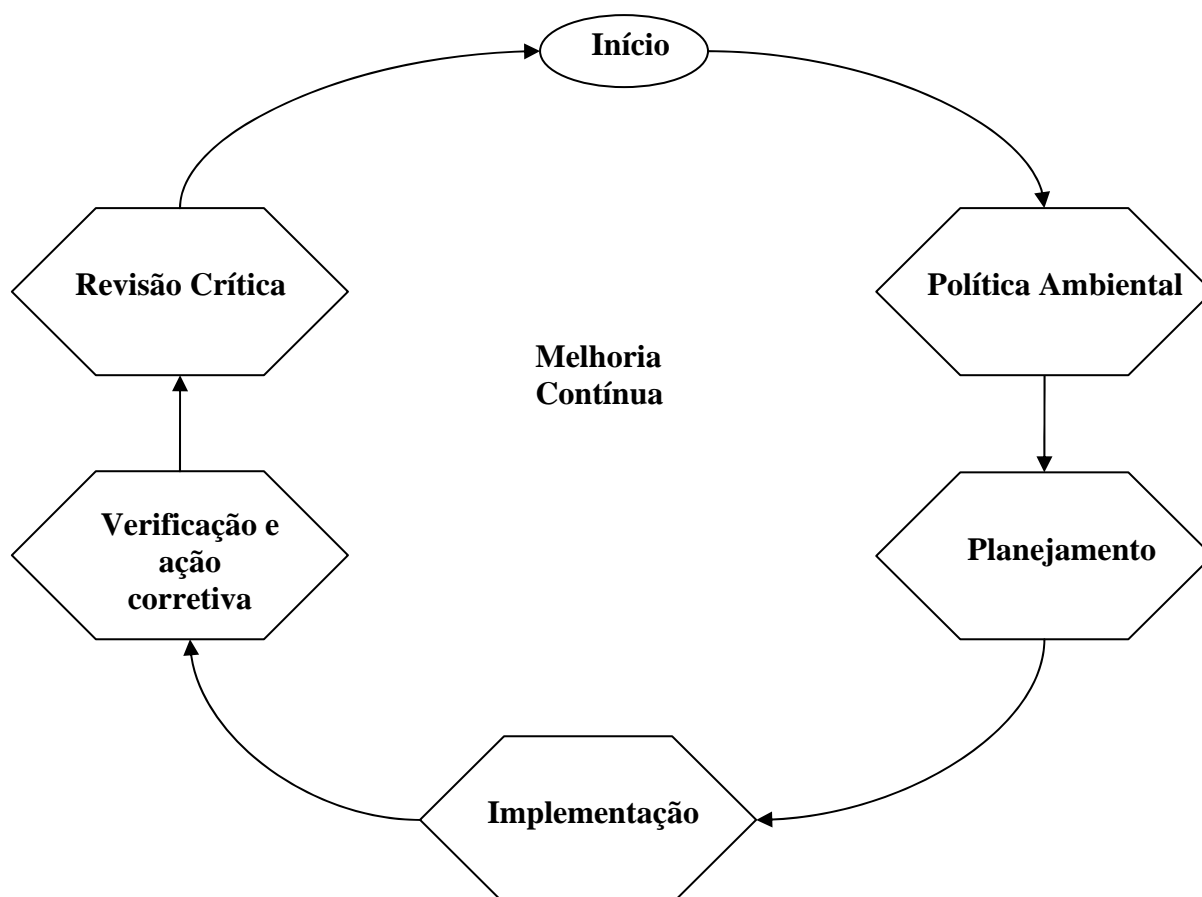 Início
Revisão Crítica
Política Ambiental
Melhoria
Contínua
Verificação e
ação
corretiva
Planejamento
Implementação